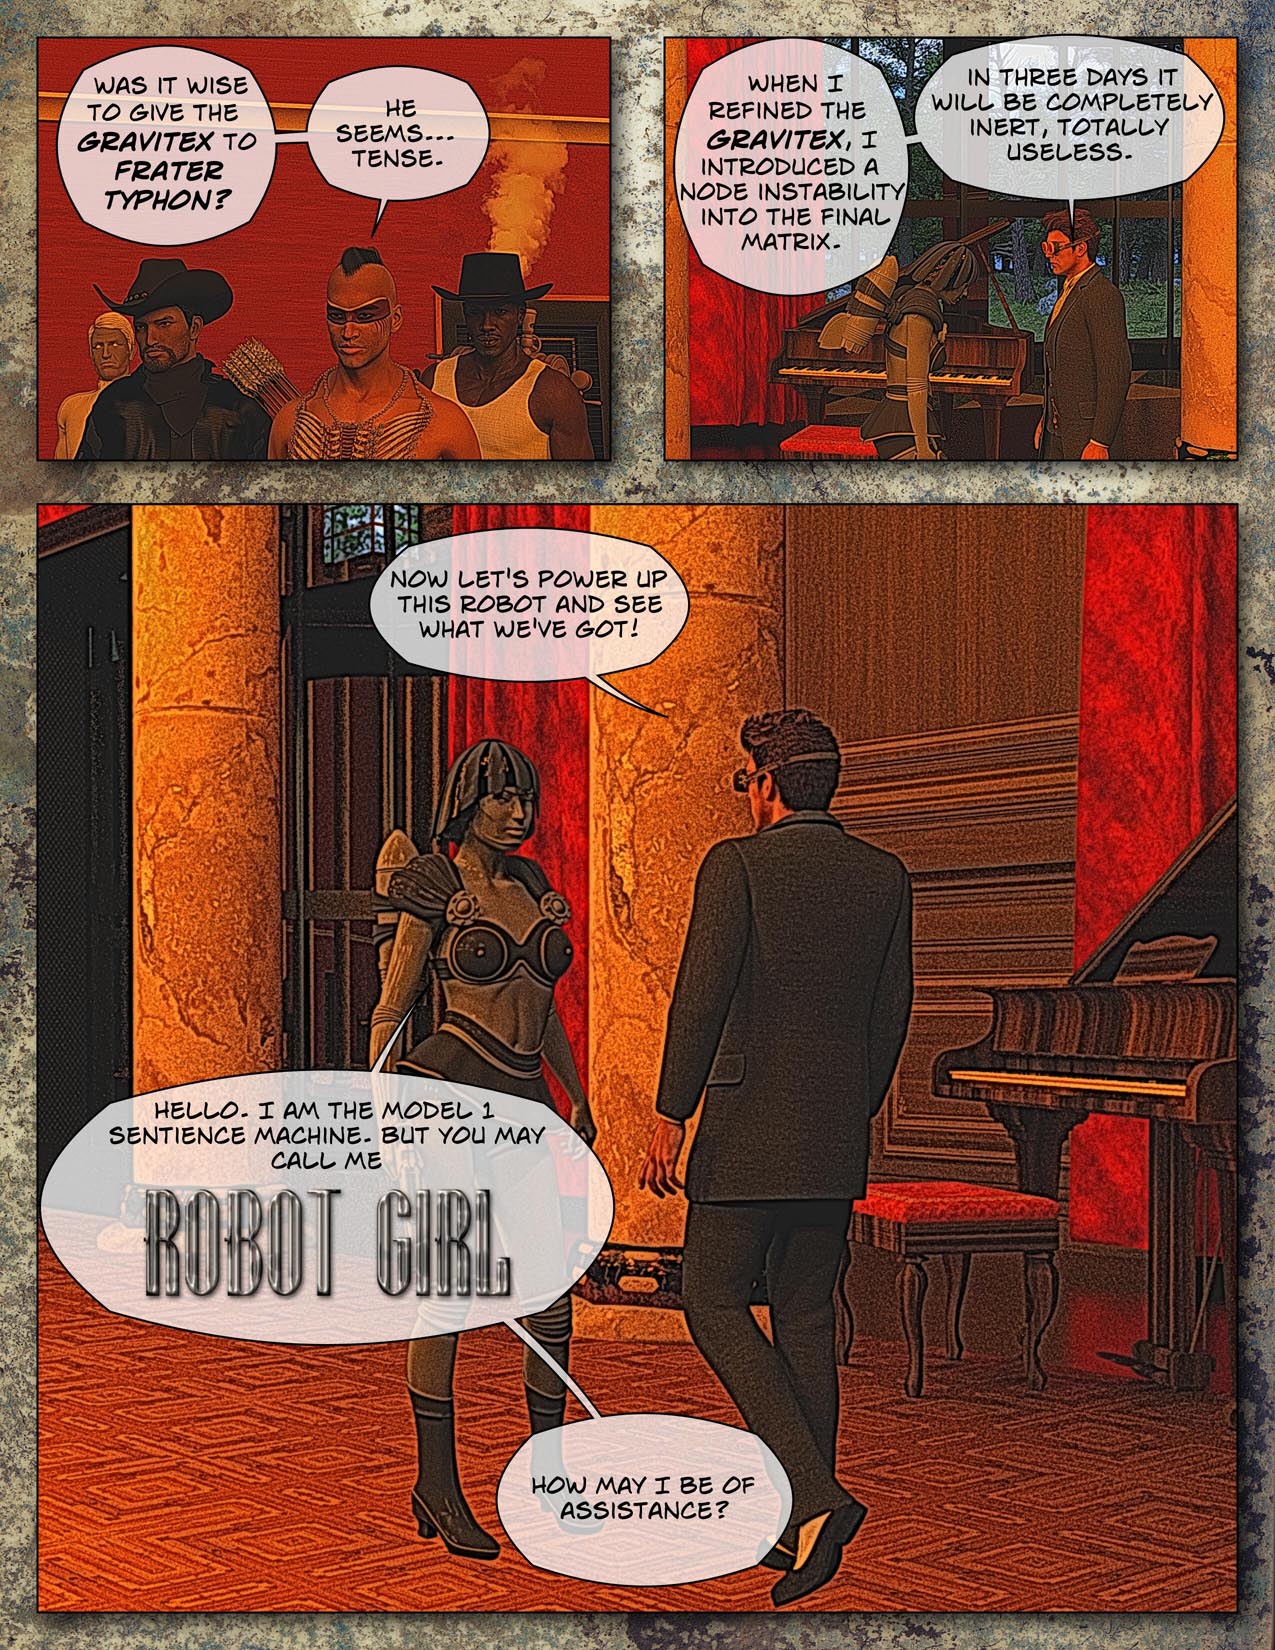 WAS IT WISE
TO GIVE THE
GRAVITEX TO
FRATER
TYPHON?
HE
SEEMS...
TENSE.
WHEN I
REFINED THE
GRAVITEX, I
INTRODUCED A
NODE INSTABILITY
INTO THE FINAL
MATRIX.
IN THREE DAYS IT
WILL BE COMPLETELY
INERT, TOTALLY
USELESS.
NOW LET'S POWER UP
THIS ROBOT AND SEE
WHAT WE'VE GOT!
HELLO. I AM THE MODEL 1
SENTIENCE MACHINE. BUT YOU MAY
CALL ME
ROBOT GIRL
HOW MAY I BE OF
ASSISTANCE?